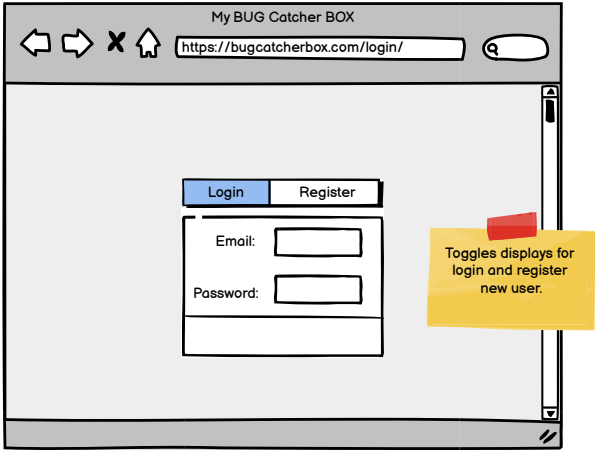 My BUG Catcher BOX
https://bugcatcherbox.com/login/
Login
Register
Email:
Password:
Toggles displays for
login and register
new user.